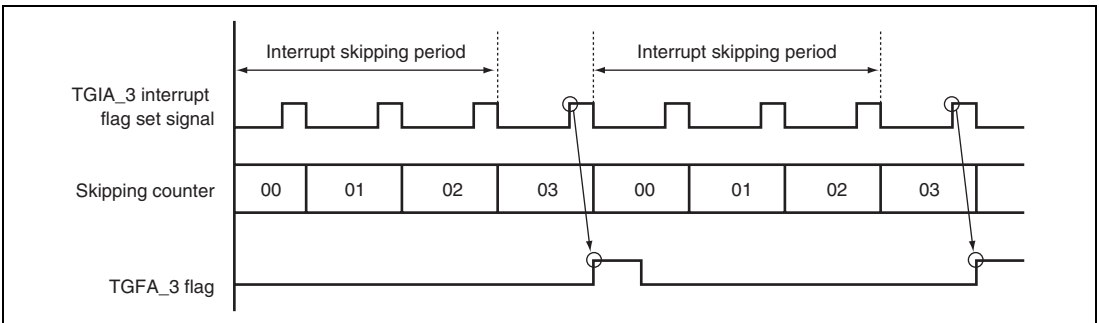 Interrupt skipping period Interrupt skipping period
TGIA_3 interrupt
flag set signal
Skipping counter 00 01 02 03 00 01 02 03
TGFA_3 flag